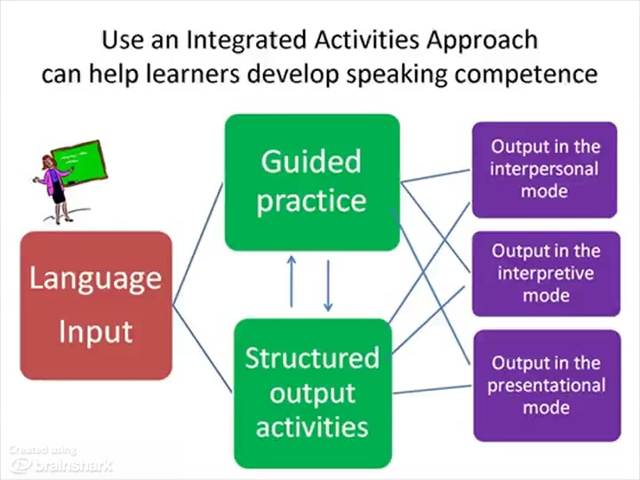 Use an Integrated Activities Approach
can help learners develop speaking competence
Language
Input
Guided
practice
Structured
output
activities
Output in the
interpersonal
mode
Output in the
interpretive
mode
Output in the
presentational
mode
Created using
brainshark